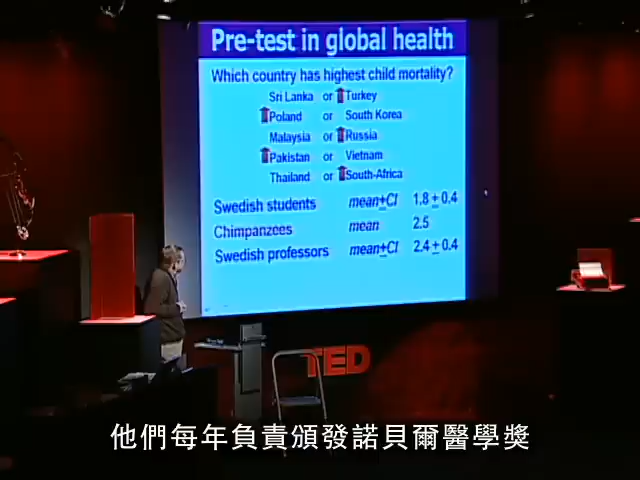 Pre-test in global health
Which country has highest child mortality?
Sri Lanka or Turkey
Poland or South Korea
Malaysia or Russia
Pakistan or Vietnam
Thailand or South-Africa
Swedish students mean+CI 1.8 ± 0.4
Chimpanzees mean 2.5
Swedish professors mean+CI 2.4 ± 0.4
TED
他們每年負責頒發諾貝爾醫學獎